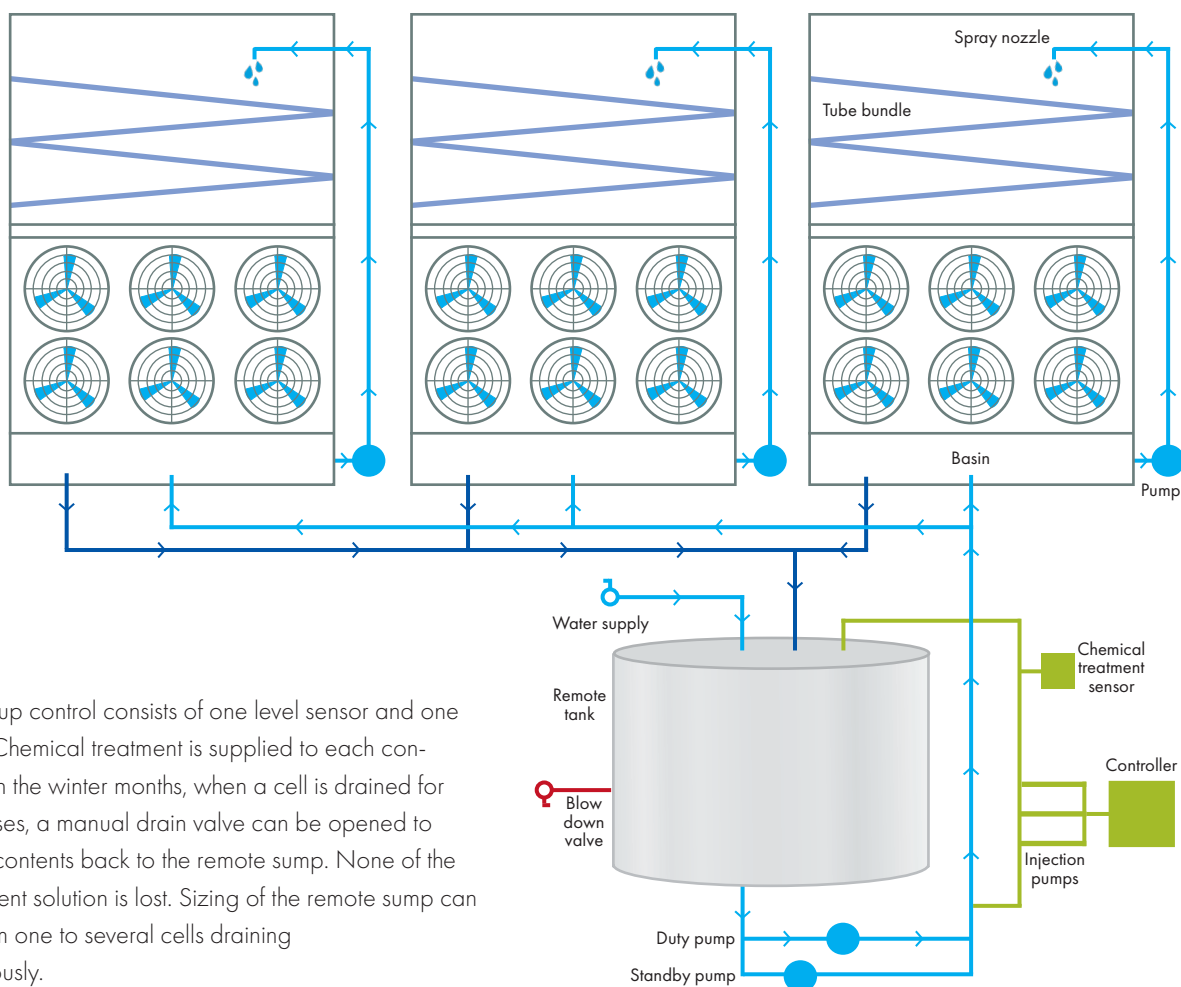 Spray nozzle
Tube bundle
Basin
Pump
Water supply
Remote
tank
Chemical
treatment
sensor
Controller
Blow
down
valve
Injection
pumps
Duty pump
Standby pump
up control consists of one level sensor and one
Chemical treatment is supplied to each con-
n the winter months, when a cell is drained for
ses, a manual drain valve can be opened to
contents back to the remote sump. None of the
ent solution is lost. Sizing of the remote sump can
m one to several cells draining
ously.